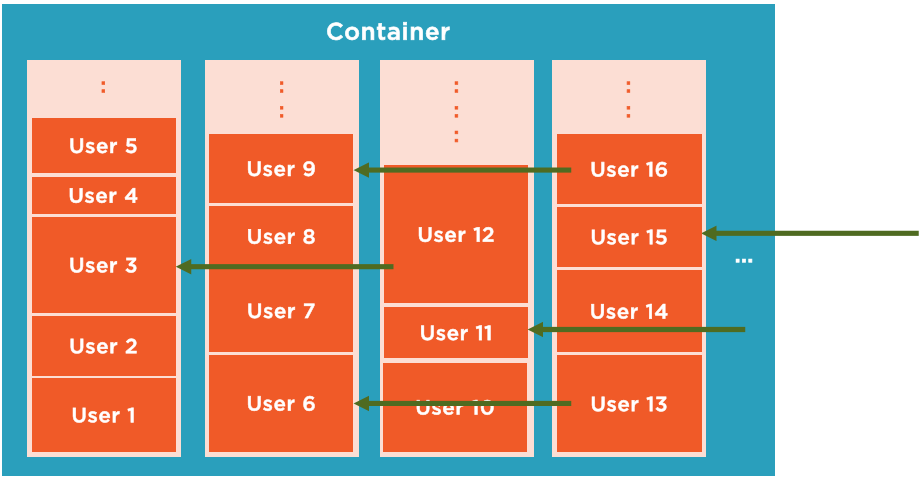 Container
:
User 5
User 4
User 3
User 2
User 1
:
:
User 9
User 8
User 7
User 6
:
:
:
User 12
User 11
User 10
:
:
User 16
User 15
User 14
User 13
...